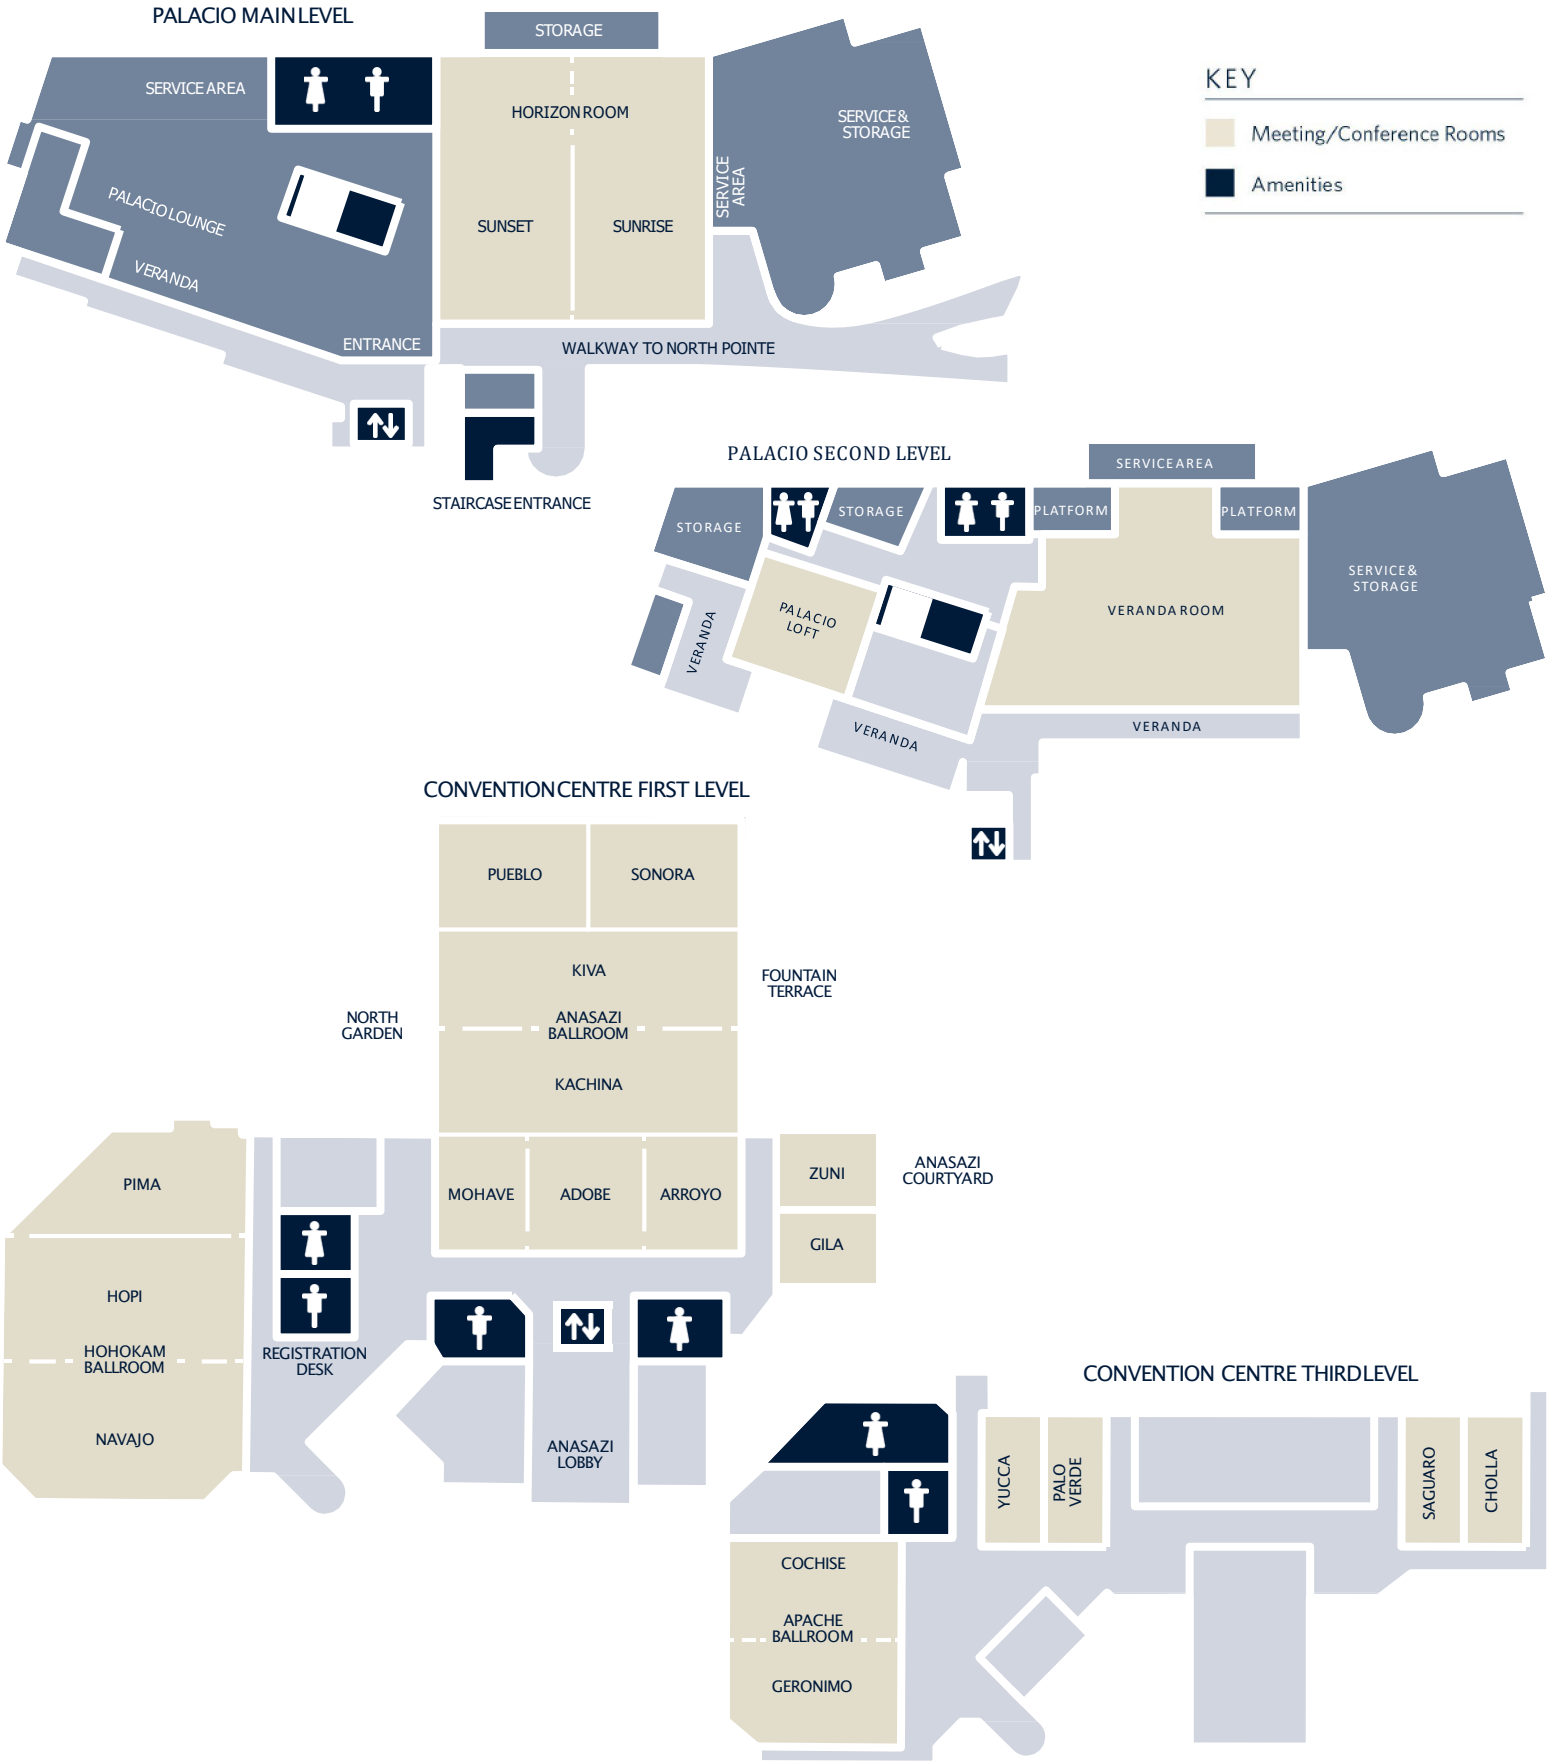 PALACIO MAIN LEVEL
STORAGE
SERVICE AREA
HORIZON ROOM
SERVICE &
STORAGE
SERVICE
AREA
PALACIO LOUNGE
SUNSET
SUNRISE
VERANDA
ENTRANCE
WALKWAY TO NORTH POINTE
STAIRCASE ENTRANCE
KEY
Meeting/Conference Rooms
Amenities
PALACIO SECOND LEVEL
SERVICE AREA
STORAGE
STORAGE
PLATFORM
PLATFORM
SERVICE &
STORAGE
PALACIO
LOFT
VERANDA ROOM
VERANDA
VERANDA
VERANDA
CONVENTION CENTRE FIRST LEVEL
PUEBLO
SONORA
KIVA
FOUNTAIN
TERRACE
NORTH
GARDEN
ANASAZI
BALLROOM
KACHINA
PIMA
MOHAVE
ADOBE
ARROYO
ZUNI
ANASAZI
COURTYARD
GILA
HOPI
HOHOKAM
BALLROOM
REGISTRATION
DESK
NAVAJO
ANASAZI
LOBBY
CONVENTION CENTRE THIRD LEVEL
YUCCA
PALO
VERDE
SAGUARO
CHOLLA
COCHISE
APACHE
BALLROOM
GERONIMO